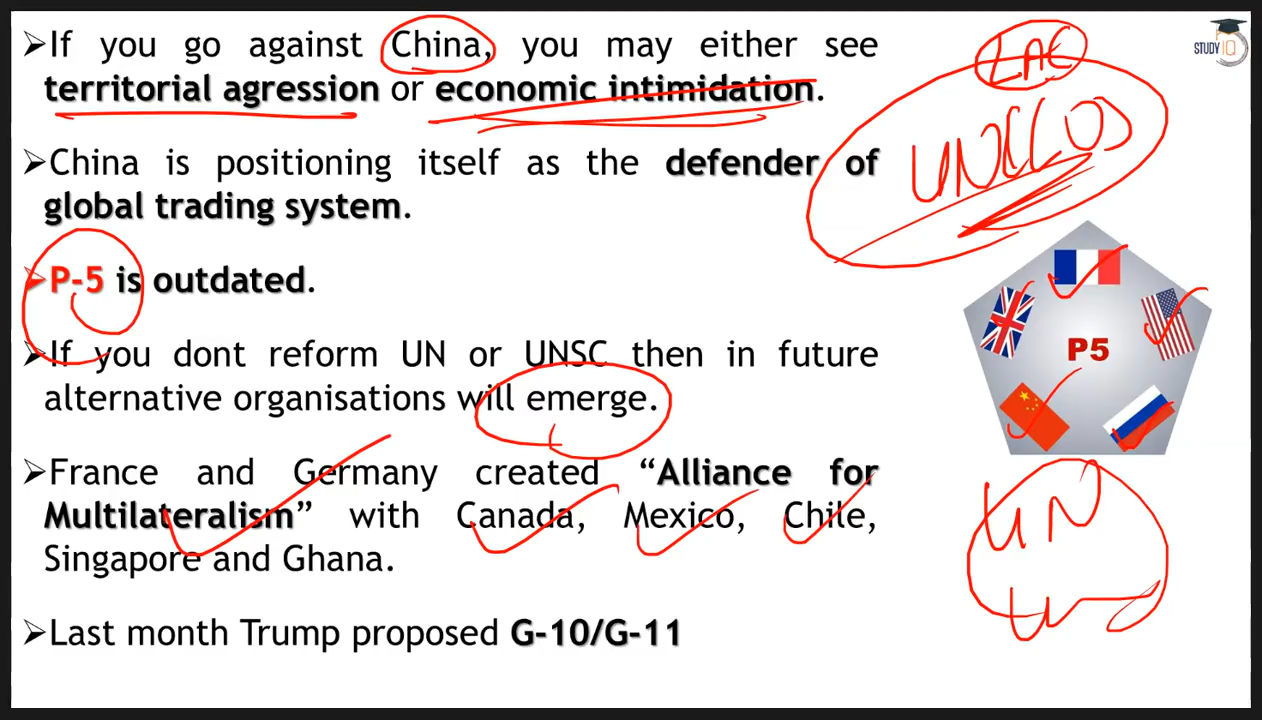 ➢If you go against China, you may either see
territorial agression or economic intimidation.
➢China is positioning itself as the defender of
global trading system.
➢P-5 is outdated.
➢If you dont reform UN or UNSC then in future
alternative organisations will emerge.
➢France and Germany created “Alliance for
Multilateralism” with Canada, Mexico, Chile,
Singapore and Ghana.
➢Last month Trump proposed G-10/G-11
STUDY IQ
LAC
P5
UN